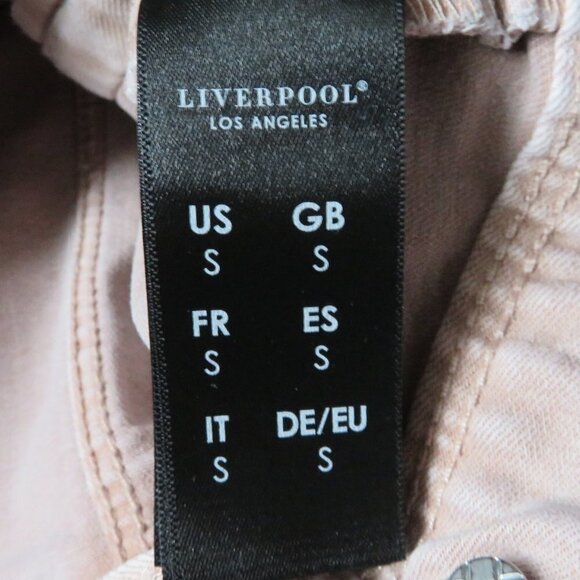 LIVERPOOL®
LOS ANGELES
US GB
S S
FR ES
S S
IT DE/EU
S S